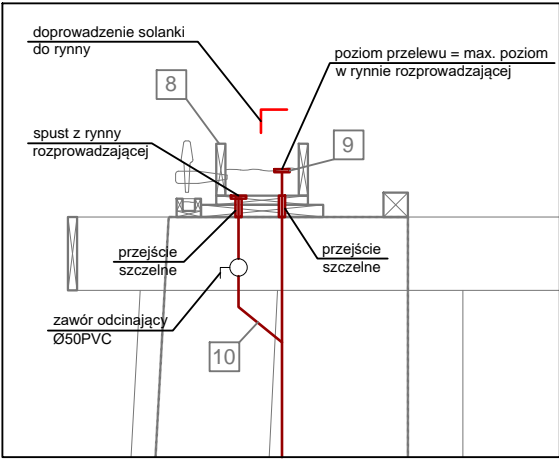 doprowadzenie solanki
do rynny
poziom przelewu = max. poziom
w rynnie rozprowadzającej
8
9
spust z rynny
rozprowadzającej
przejście
szczelne
przejście
szczelne
zawór odcinający
Ø50PVC
10